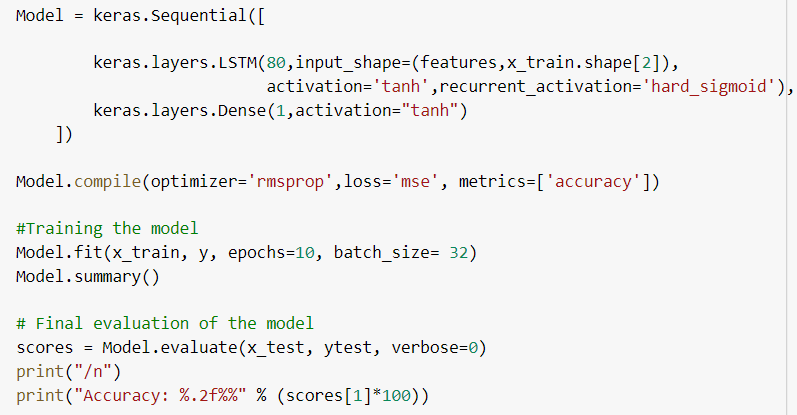 Model = keras.Sequential([
keras.layers.LSTM(80,input_shape=(features,x_train.shape[2]),
activation='tanh',recurrent_activation='hard_sigmoid'),
keras.layers.Dense(1,activation="tanh")
])
Model.compile(optimizer='rmsprop',loss='mse', metrics=['accuracy'])
#Training the model
Model.fit(x_train, y, epochs=10, batch_size= 32)
Model.summary()
# Final evaluation of the model
scores = Model.evaluate(x_test, ytest, verbose=0)
print("/n")
print("Accuracy: %.2f%%" % (scores[1]*100))